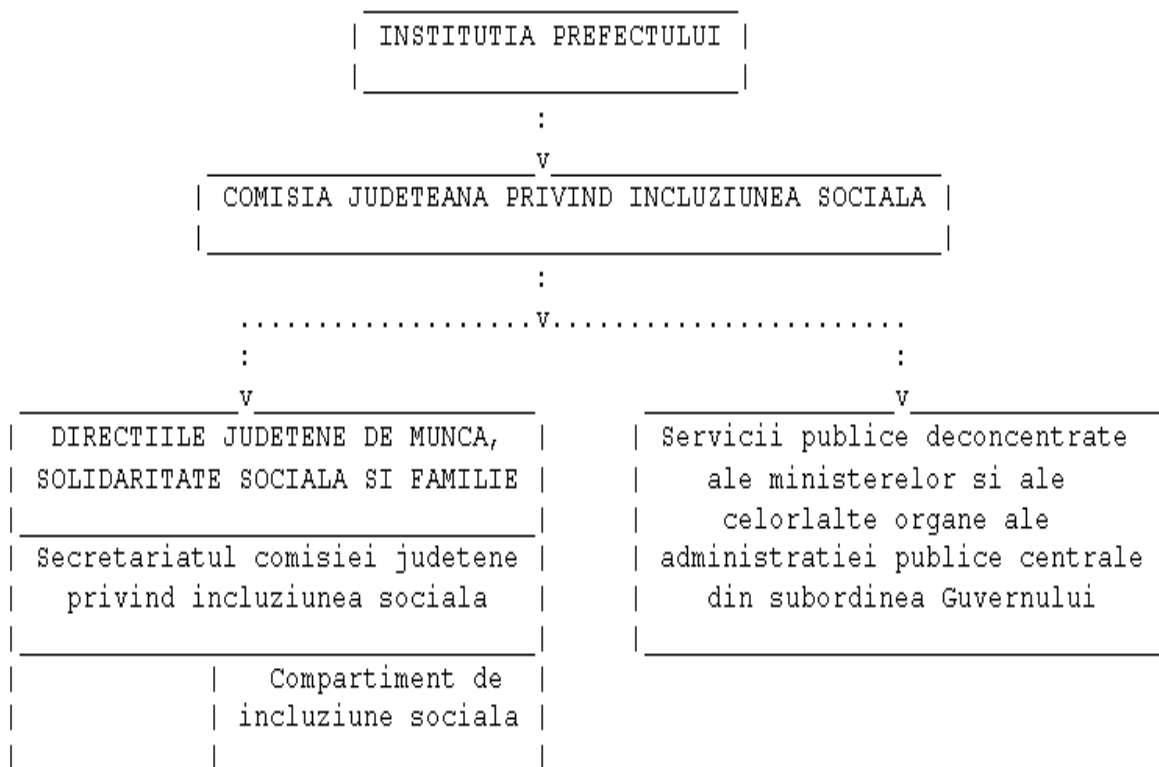 INSTITUTIA PREFECTULUI
COMISIA JUDETEANA PRIVIND INCLUZIUNEA SOCIALA
DIRECTIILE JUDETENE DE MUNCA,
SOLIDARITATE SOCIALA SI FAMILIE
Secretariatul comisiei judetene
privind incluziunea sociala
Compartiment de
incluziune sociala
Servicii publice deconcentrate
ale ministerelor si ale
celorlalte organe ale
administratiei publice centrale
din subordinea Guvernului